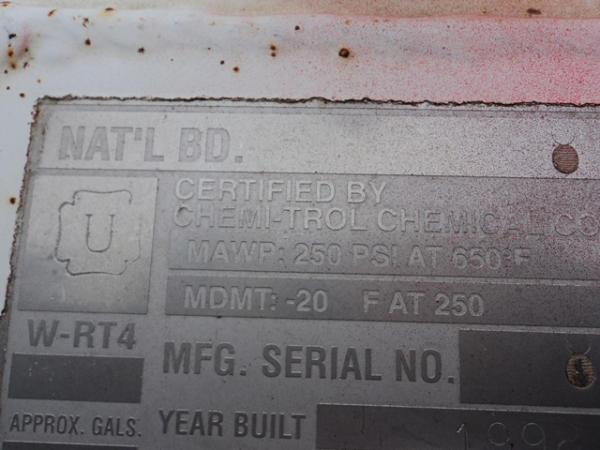 NAT'L BD.
U
CERTIFIED BY
CHEMI-TROL CHEMICAL CO
MAWP: 250 PSI AT 650°F
MDMT: -20 F AT 250
W-RT4
MFG. SERIAL NO.
APPROX. GALS. YEAR BUILT